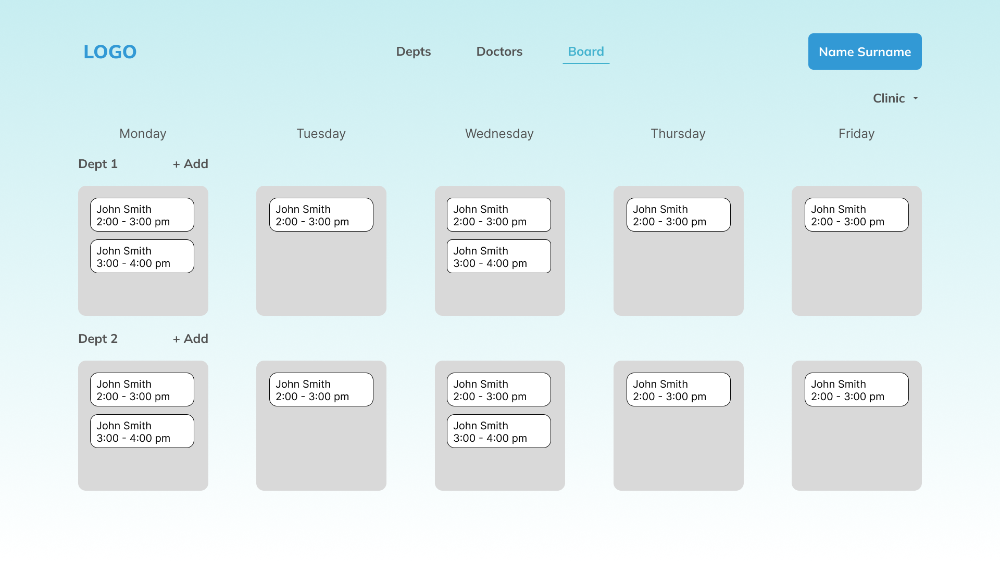 LOGO
Depts
Doctors
Board
Name Surname
Clinic
Monday
Tuesday
Wednesday
Thursday
Friday
Dept 1
+ Add
John Smith
2:00 - 3:00 pm
John Smith
3:00 - 4:00 pm
John Smith
2:00 - 3:00 pm
John Smith
2:00 - 3:00 pm
John Smith
3:00 - 4:00 pm
John Smith
2:00 - 3:00 pm
John Smith
2:00 - 3:00 pm
Dept 2
+ Add
John Smith
2:00 - 3:00 pm
John Smith
3:00 - 4:00 pm
John Smith
2:00 - 3:00 pm
John Smith
2:00 - 3:00 pm
John Smith
3:00 - 4:00 pm
John Smith
2:00 - 3:00 pm
John Smith
2:00 - 3:00 pm